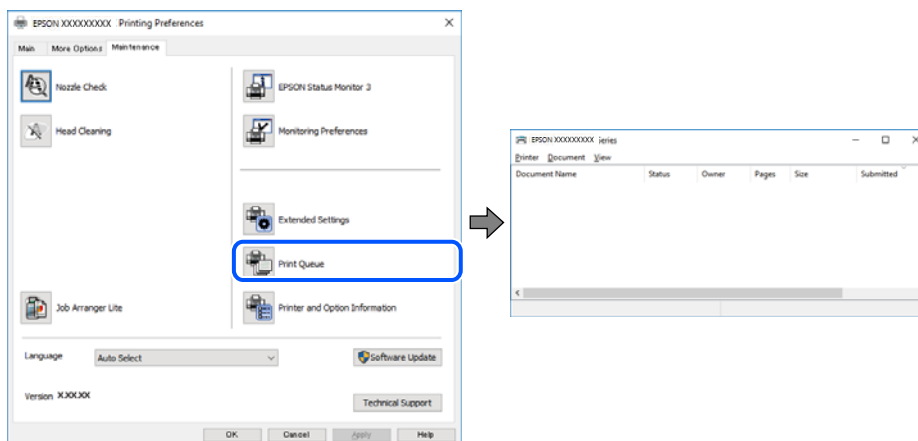 EPSON XXXXXXXXX Printing Preferences
Main More Options Maintenance
Nozzle Check
EPSON Status Monitor 3
Head Cleaning
Monitoring Preferences
Extended Settings
Print Queue
Job Arranger Lite
Printer and Option Information
Language Auto Select Software Update
Version X.XX.XX
Technical Support
OK Cancel Apply Help
EPSON XXXXXXXXX ieries
Printer Document View
Document Name Status Owner Pages Size Submitted